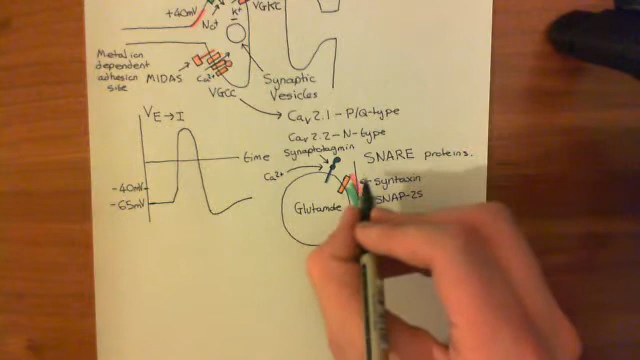 +40mV
Na+
K+
VGKC
Metal ion
dependent
adhesion MIDAS
site
Ca2+
VGCC
Synaptic
Vesicles
Cav2.1 - P/Q-type
Cav2.2 - N-type
VE→I
time
-40mV
-65mV
Synaptotagmin
Ca2+
SNARE proteins.
Syntaxin
SNAP-25
Glutamate